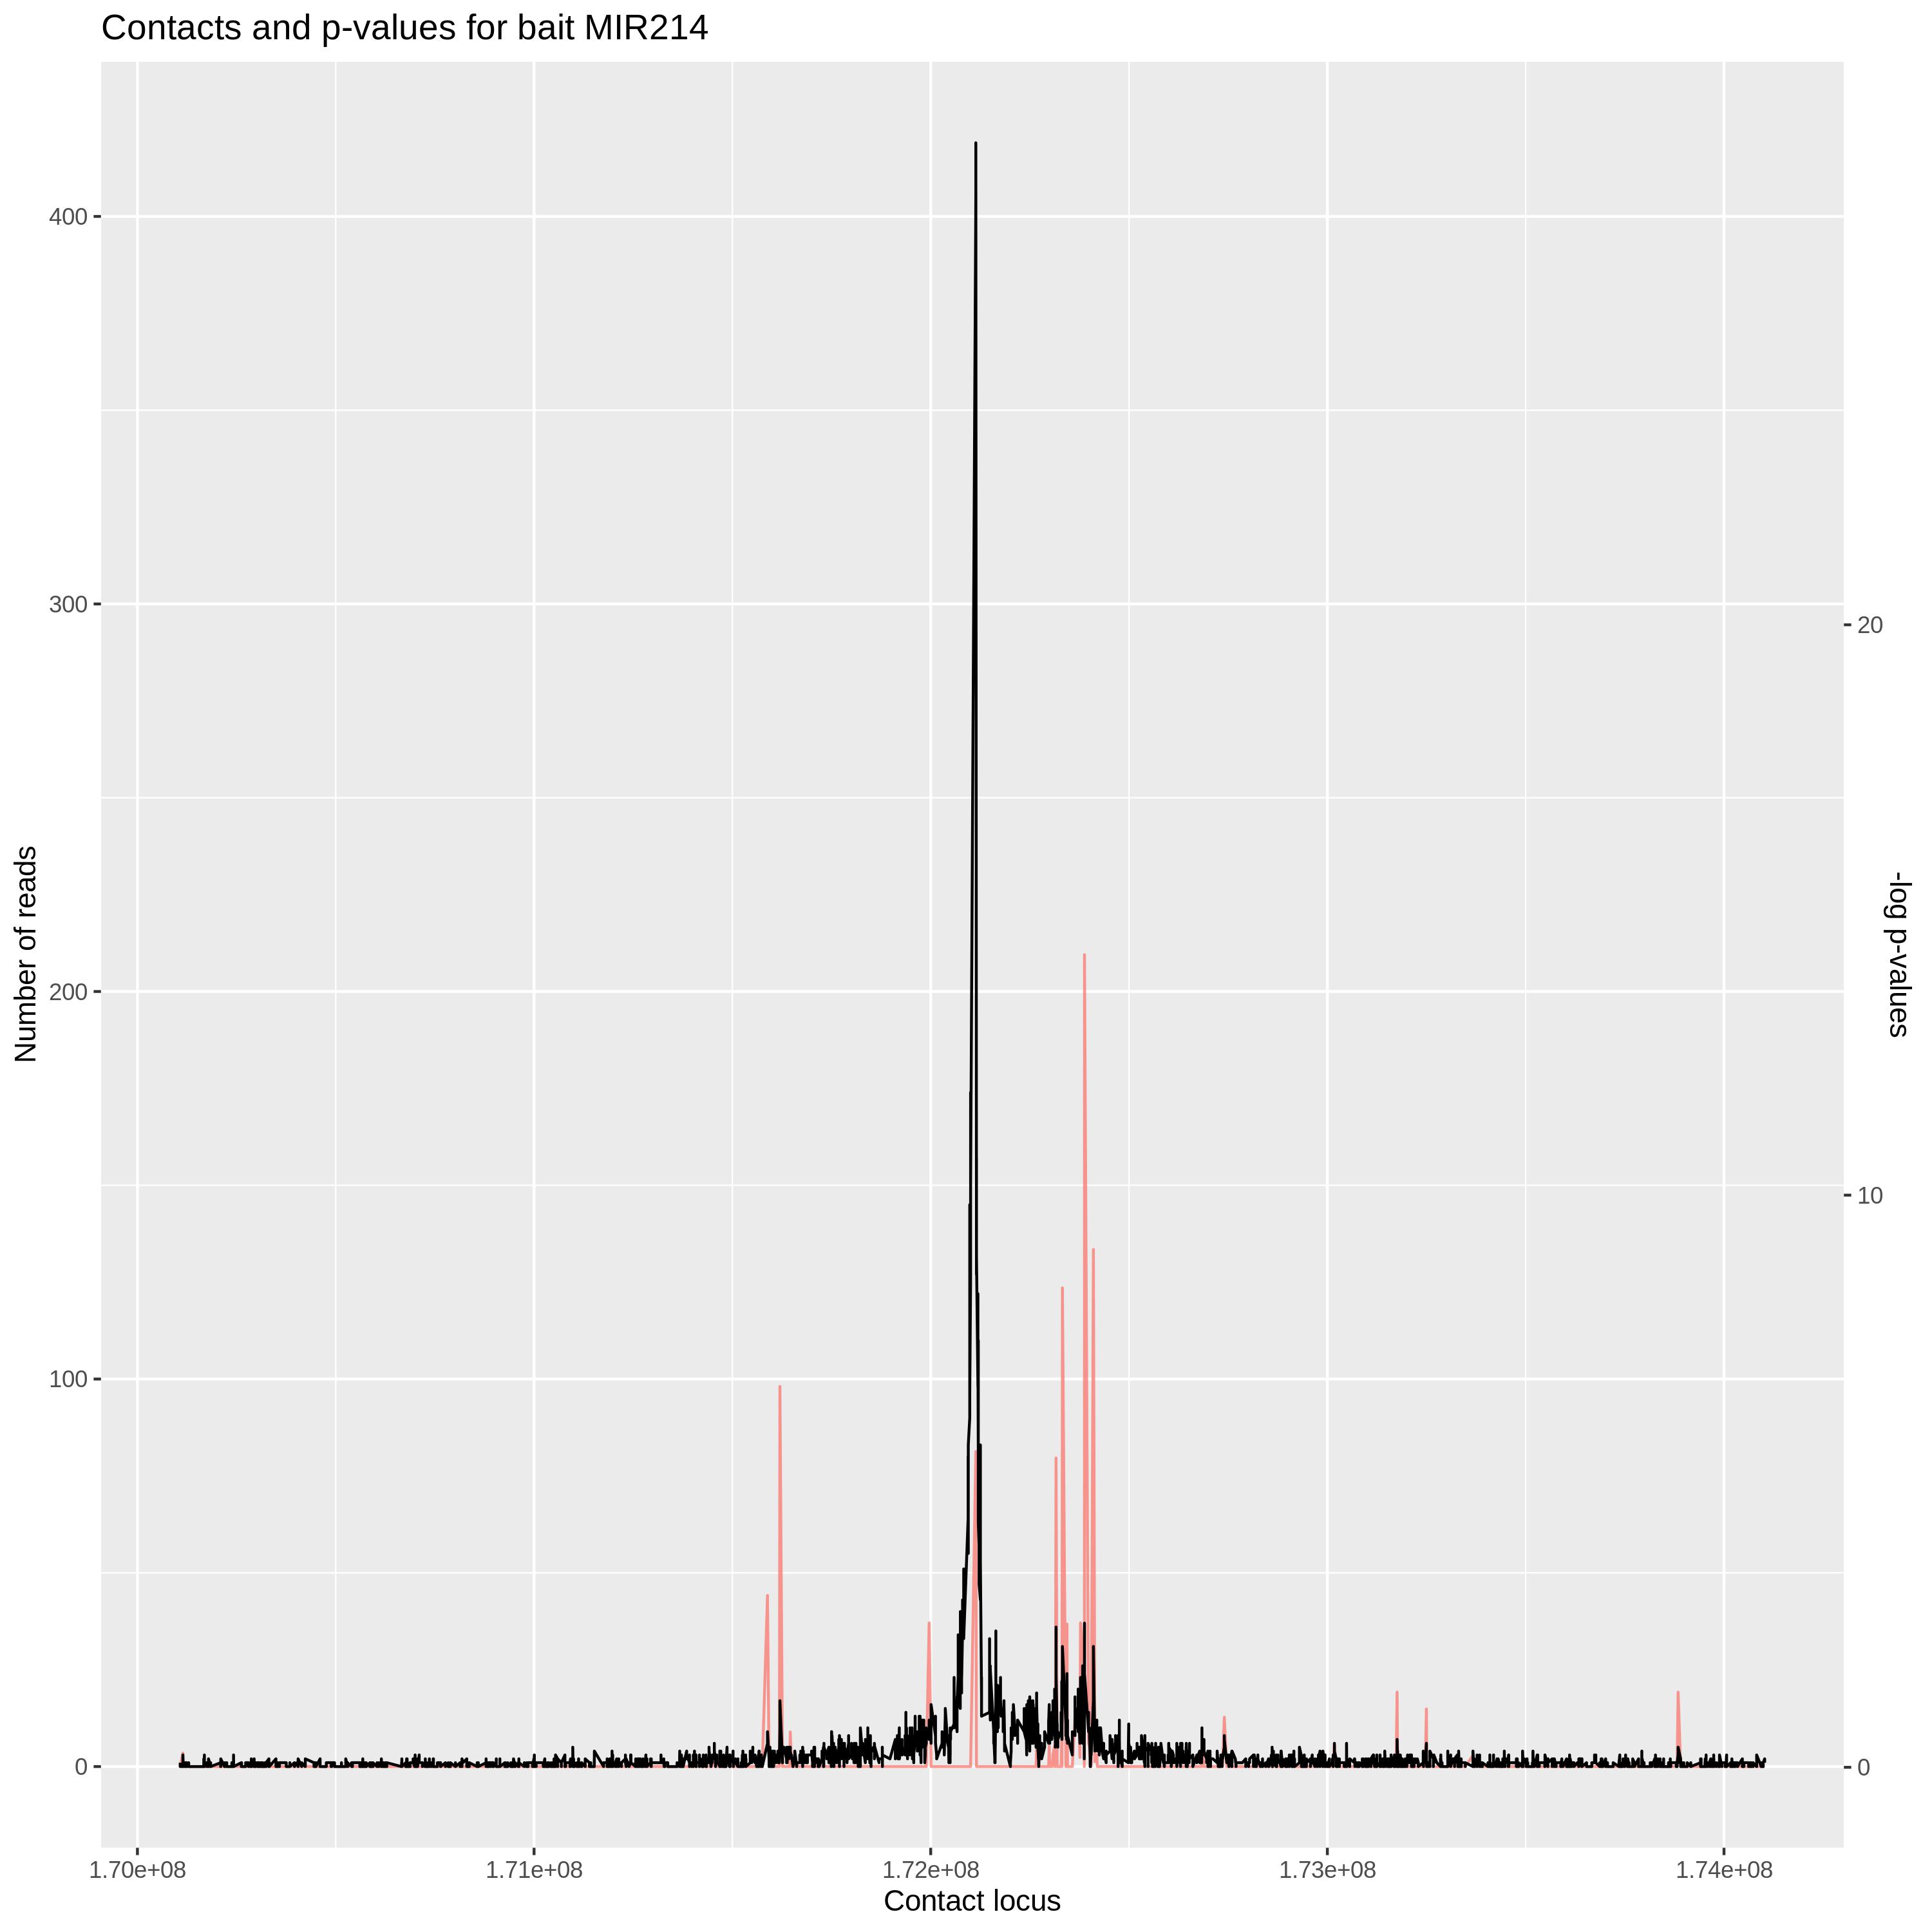 Contacts and p-values for bait MIR214
400
300
200
100
0
Number of reads
20
10
0
-log p-values
1.70e+08
1.71e+08
1.72e+08
1.73e+08
1.74e+08
Contact locus